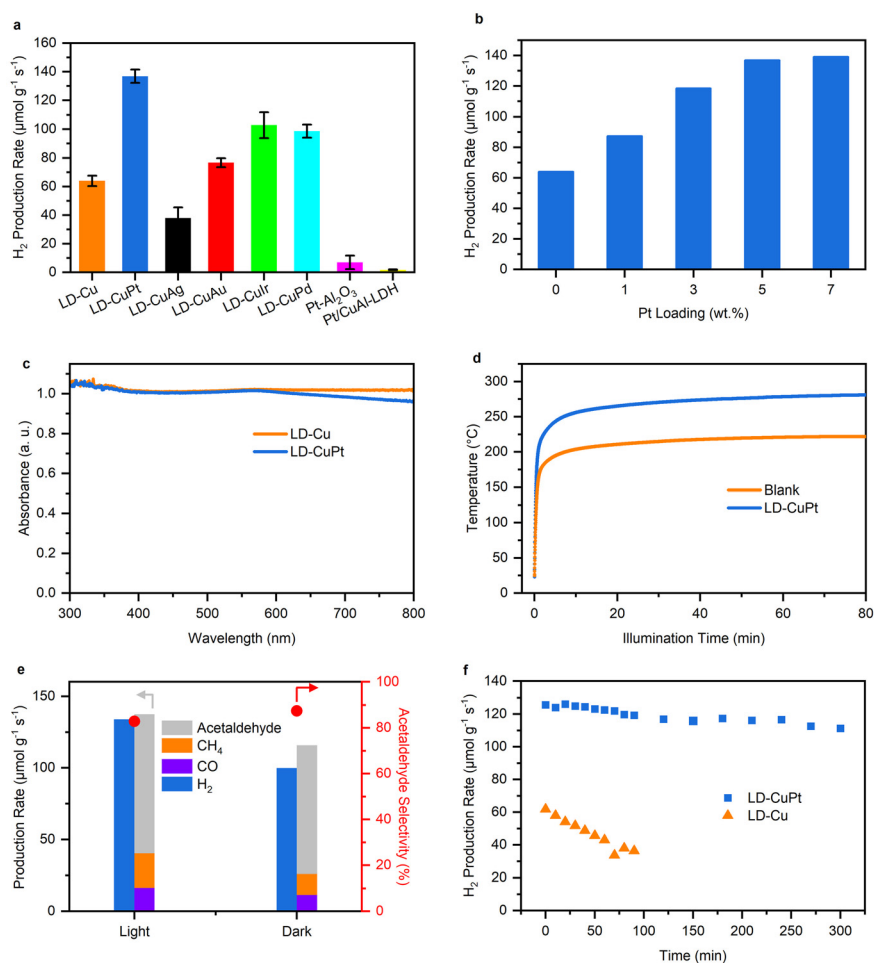 a
H₂ Production Rate (μmol g⁻¹ s⁻¹)
160
140
120
100
80
60
40
20
0
LD-Cu
LD-CuPt
LD-CuAg
LD-CuAu
LD-CuIr
LD-CuPd
Pt-Al₂O₃
Pt/CuAl-LDH
b
H₂ Production Rate (μmol g⁻¹ s⁻¹)
140
120
100
80
60
40
20
0
0 1 3 5 7
Pt Loading (wt.%)
c
Absorbance (a. u.)
1.0
0.8
0.6
0.4
0.2
0.0
LD-Cu
LD-CuPt
300 400 500 600 700 800
Wavelength (nm)
d
Temperature (°C)
300
250
200
150
100
50
25
0
Blank
LD-CuPt
0 20 40 60 80
Illumination Time (min)
e
Production Rate (μmol g⁻¹ s⁻¹)
150
100
50
0
Acetaldehyde
CH₄
CO
H₂
Light Dark
100
80
60
40
20
0
Acetaldehyde Selectivity (%)
f
H₂ Production Rate (μmol g⁻¹ s⁻¹)
140
120
100
80
60
40
20
0
LD-CuPt
LD-Cu
0 50 100 150 200 250 300
Time (min)